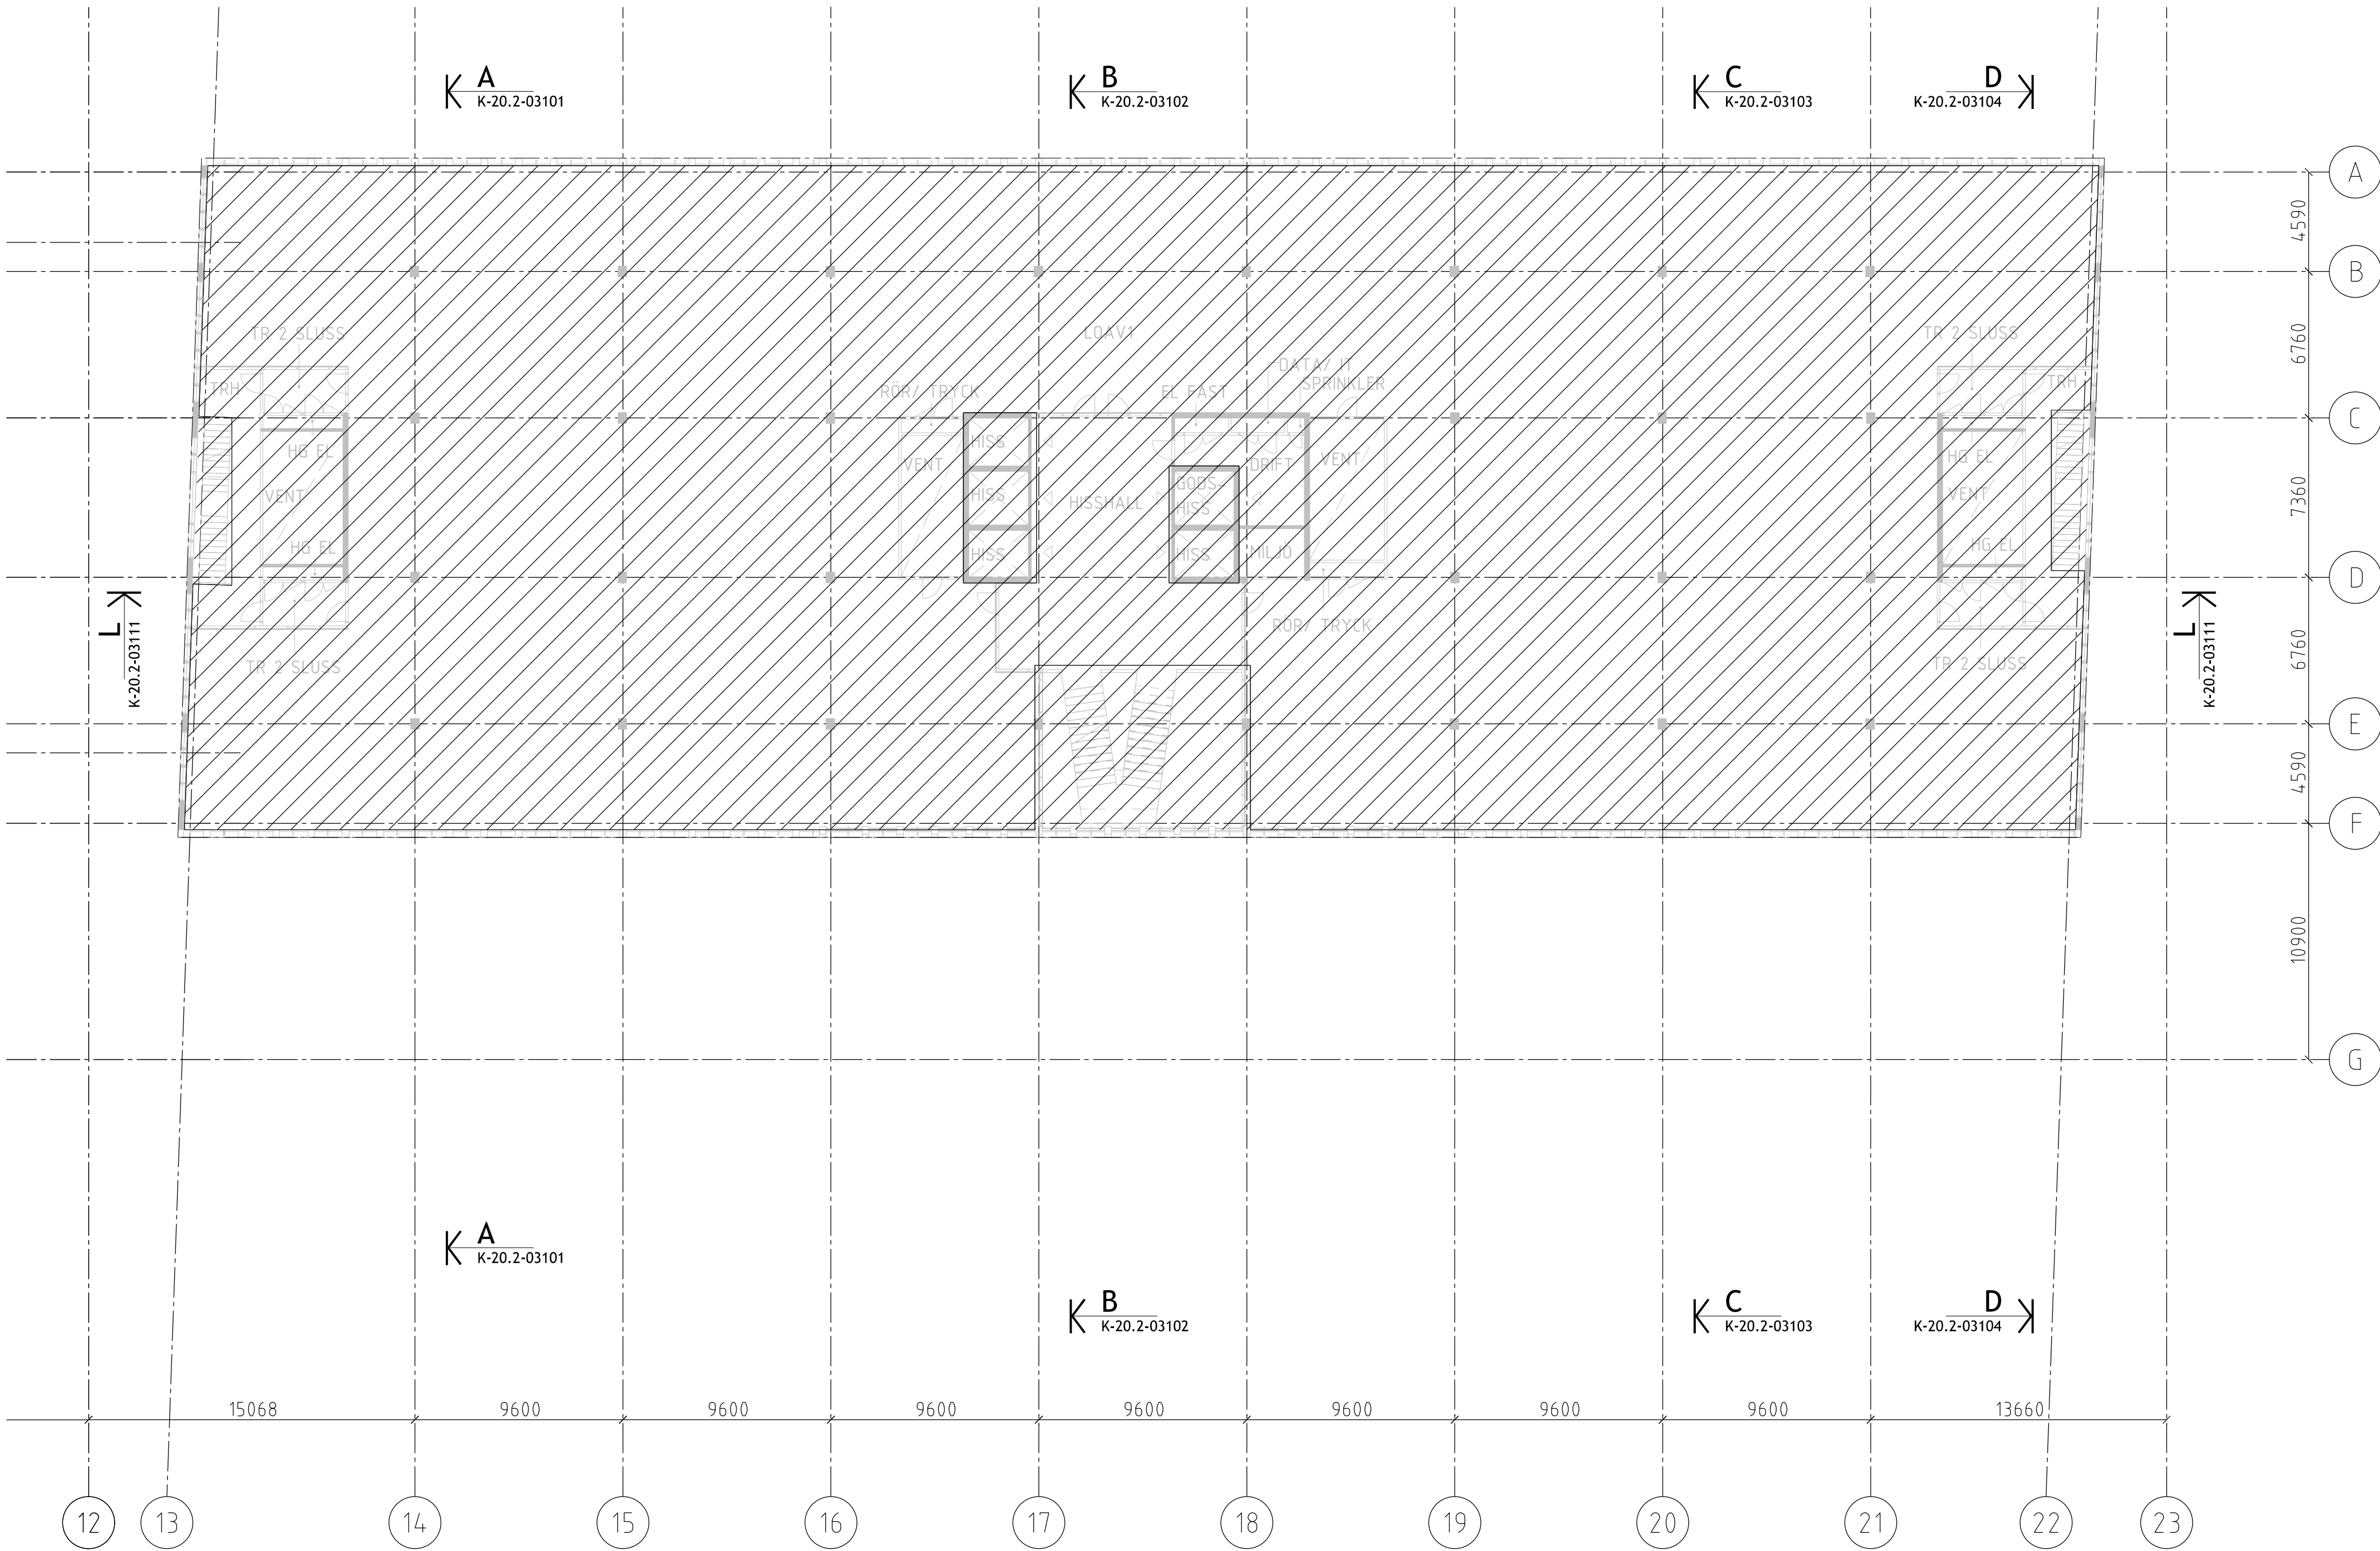 A
K-20.2-03101
B
K-20.2-03102
C
K-20.2-03103
D
K-20.2-03104
A
4590
B
TR 2 SLUSS
LOAV1
TR 2 SLUSS
6760
DATA/ IT
SPRINKLER
TRH
RÖR/ TRYCK
EL FAST
TRH
C
HISS
HG EL
VENT
DRIFT
VENT
HG EL
GODS-
HISS
VENT
HISS
HISSHALL
VENT
7360
HG EL
HISS
HISS
MILJÖ
HG EL
D
L
K-20.2-03111
RÖR/ TRYCK
L
K-20.2-03111
6760
TR 2 SLUSS
TR 2 SLUSS
E
4590
F
10900
G
A
K-20.2-03101
B
K-20.2-03102
C
K-20.2-03103
D
K-20.2-03104
15068
9600
9600
9600
9600
9600
9600
9600
13660
12
13
14
15
16
17
18
19
20
21
22
23